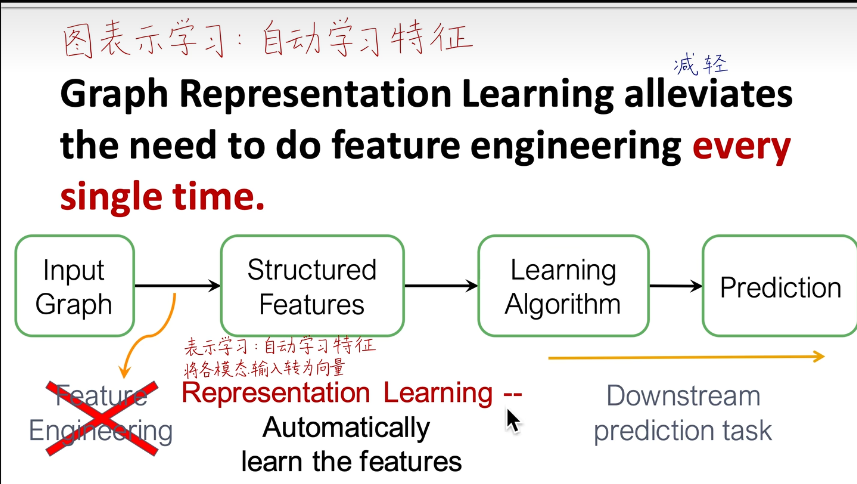 图表示学习：自动学习特征
减轻
Graph Representation Learning alleviates
the need to do feature engineering every
single time.
Input
Graph
Structured
Features
Learning
Algorithm
Prediction
表示学习：自动学习特征
将各模态输入转为向量
Feature
Engineering
Representation Learning --
Automatically
learn the features
Downstream
prediction task